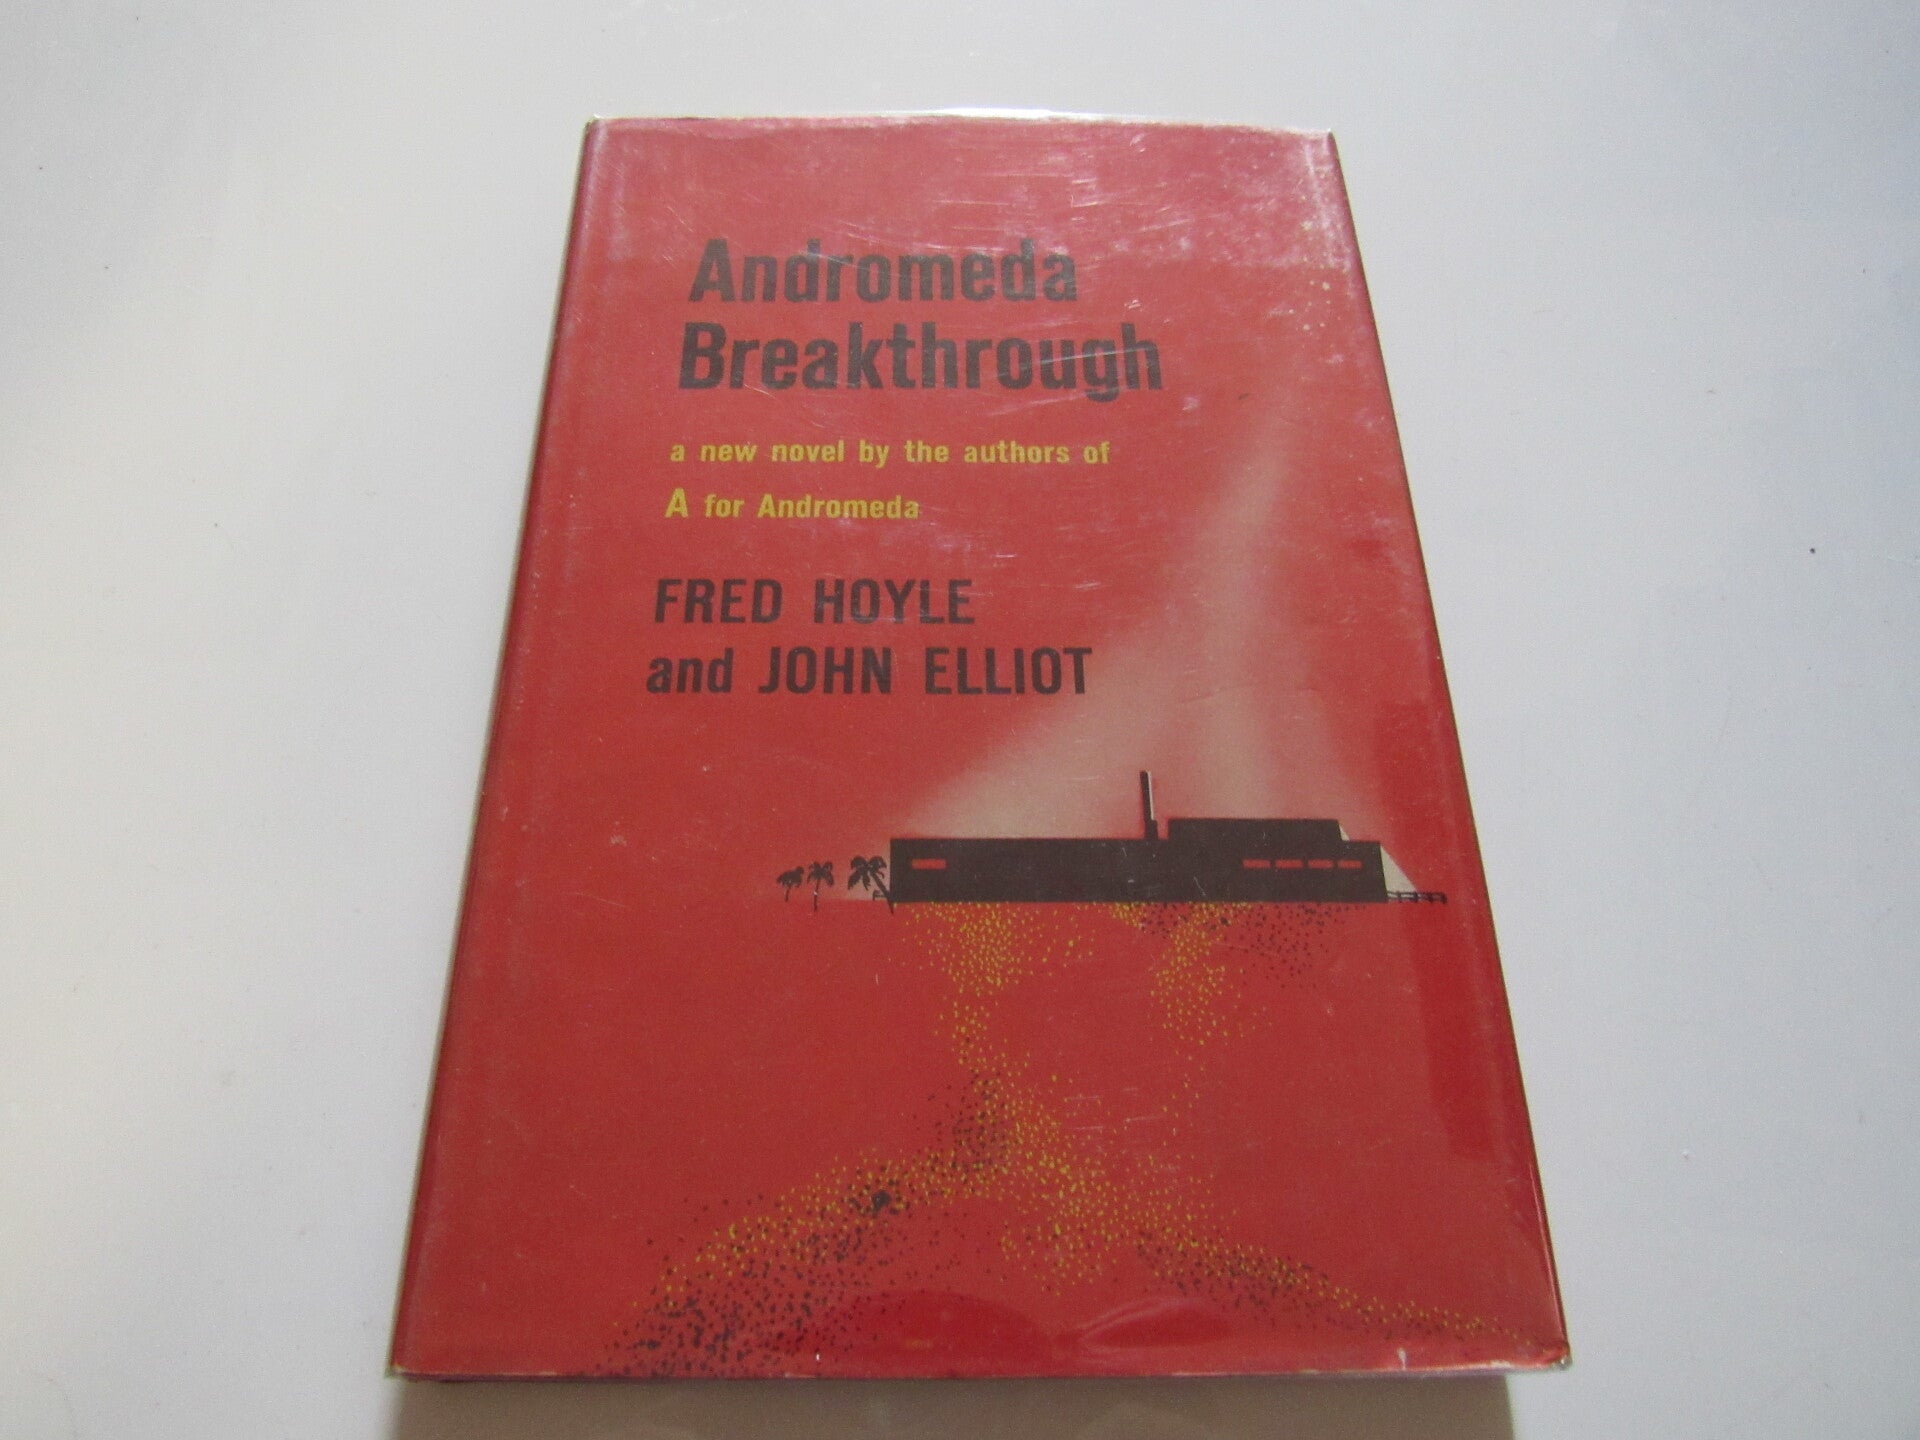 Andromeda
Breakthrough
a new novel by the authors of
A for Andromeda
FRED HOYLE
and JOHN ELLIOT